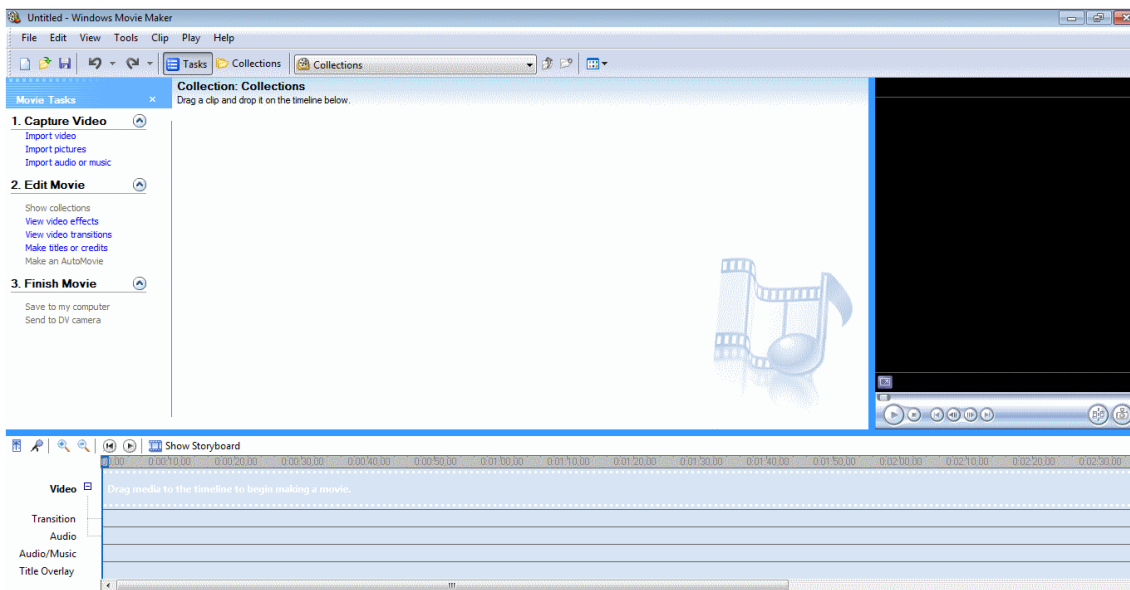 Untitled - Windows Movie Maker
File Edit View Tools Clip Play Help
Tasks Collections Collections
Movie Tasks
Collection: Collections
Drag a clip and drop it on the timeline below.
1. Capture Video
Import video
Import pictures
Import audio or music
2. Edit Movie
Show collections
View video effects
View video transitions
Make titles or credits
Make an AutoMovie
3. Finish Movie
Save to my computer
Send to DV camera
Show Storyboard
0:00:10.00 0:00:20.00 0:00:30.00 0:00:40.00 0:00:50.00 0:01:00.00 0:01:10.00 0:01:20.00 0:01:30.00 0:01:40.00 0:01:50.00 0:02:00.00 0:02:10.00 0:02:20.00 0:02:30.00
Video Drag media to the timeline to begin making a movie.
Transition
Audio
Audio/Music
Title Overlay